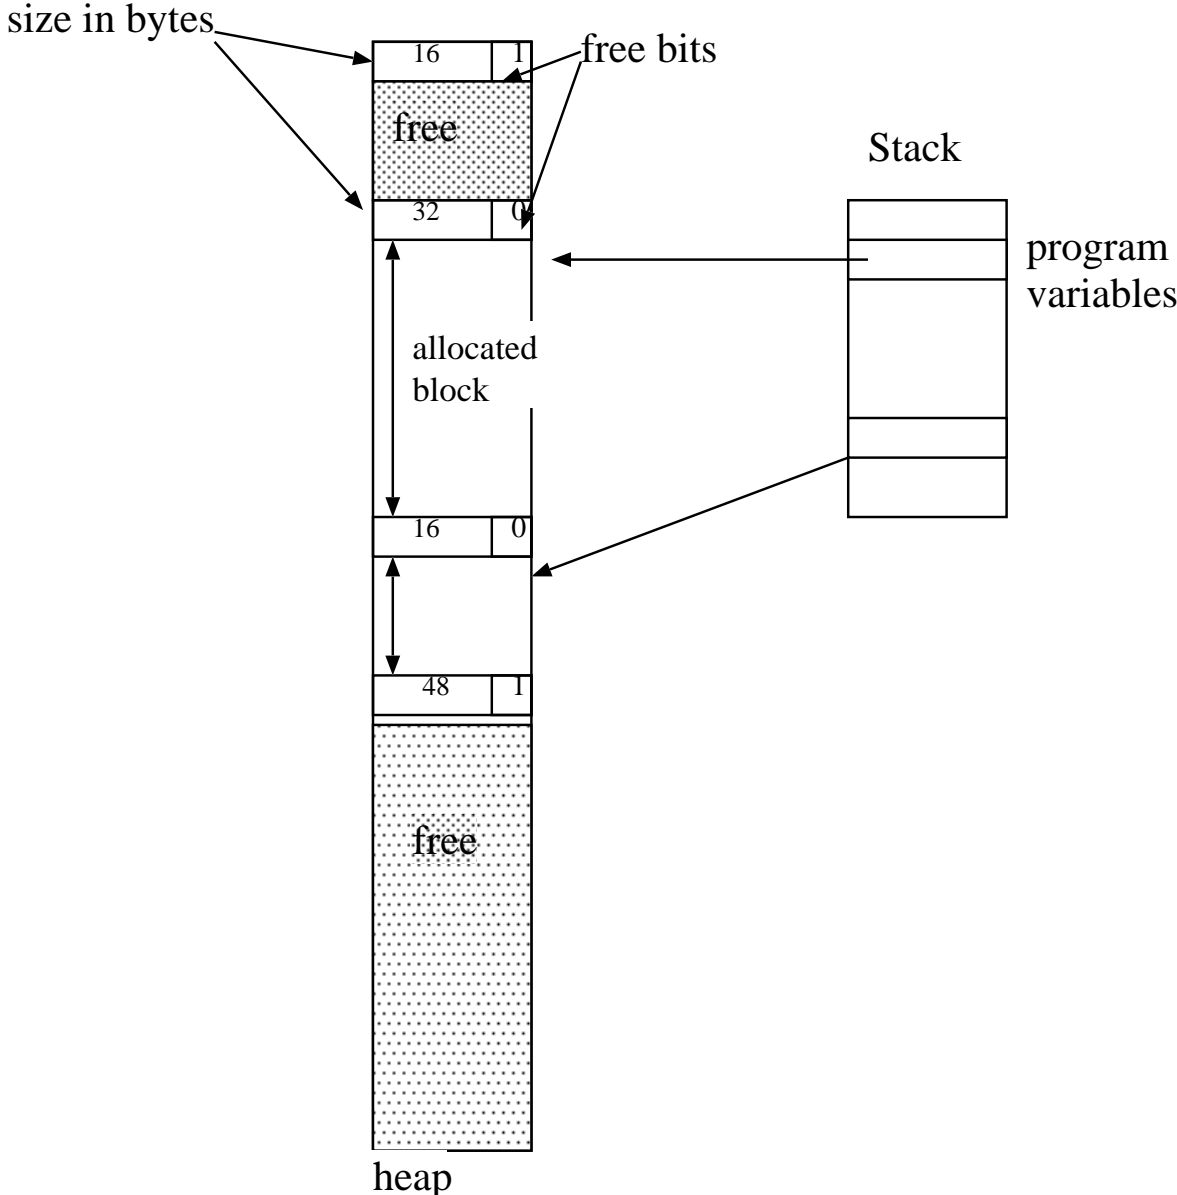 size in bytes
16 1
free bits
free
Stack
32 0
program
variables
allocated
block
16 0
48 1
free
heap